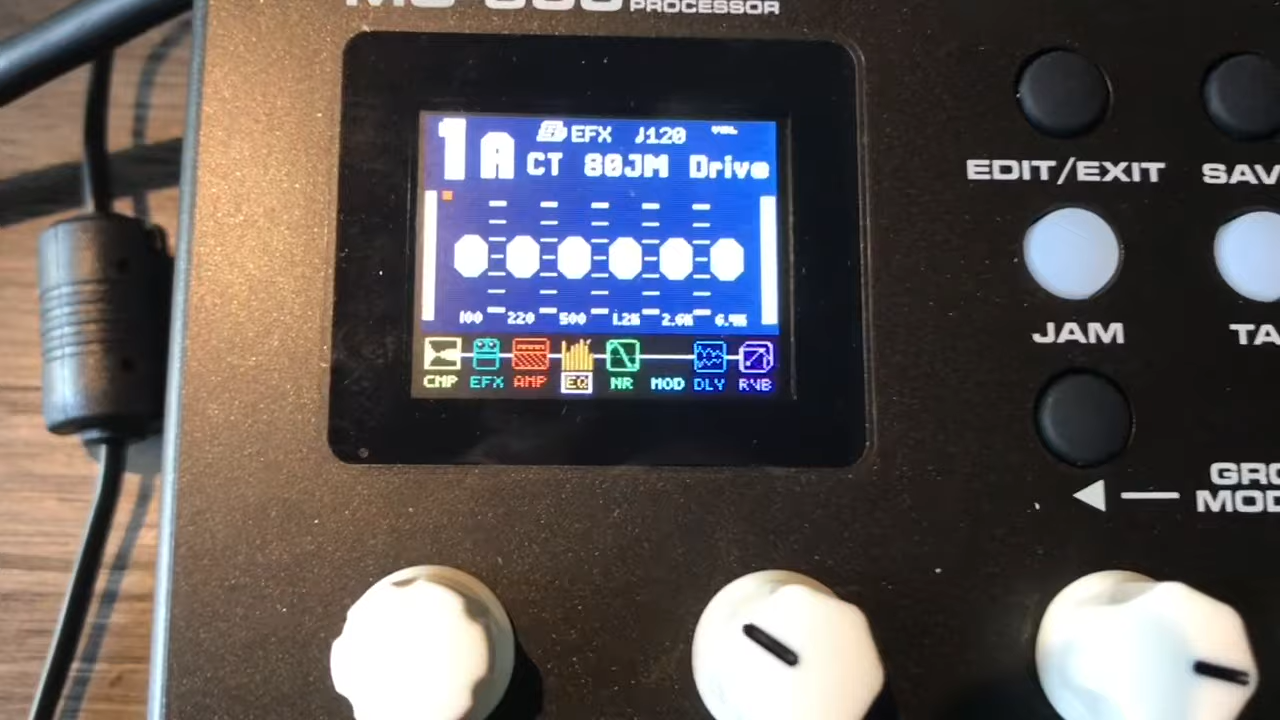 PROCESSOR
1A EFX J120 VOL
CT 80JM Drive
100 220 500 1.2K 2.6K 6.4K
CMP EFX AMP EQ NR MOD DLY RVB
EDIT/EXIT
JAM